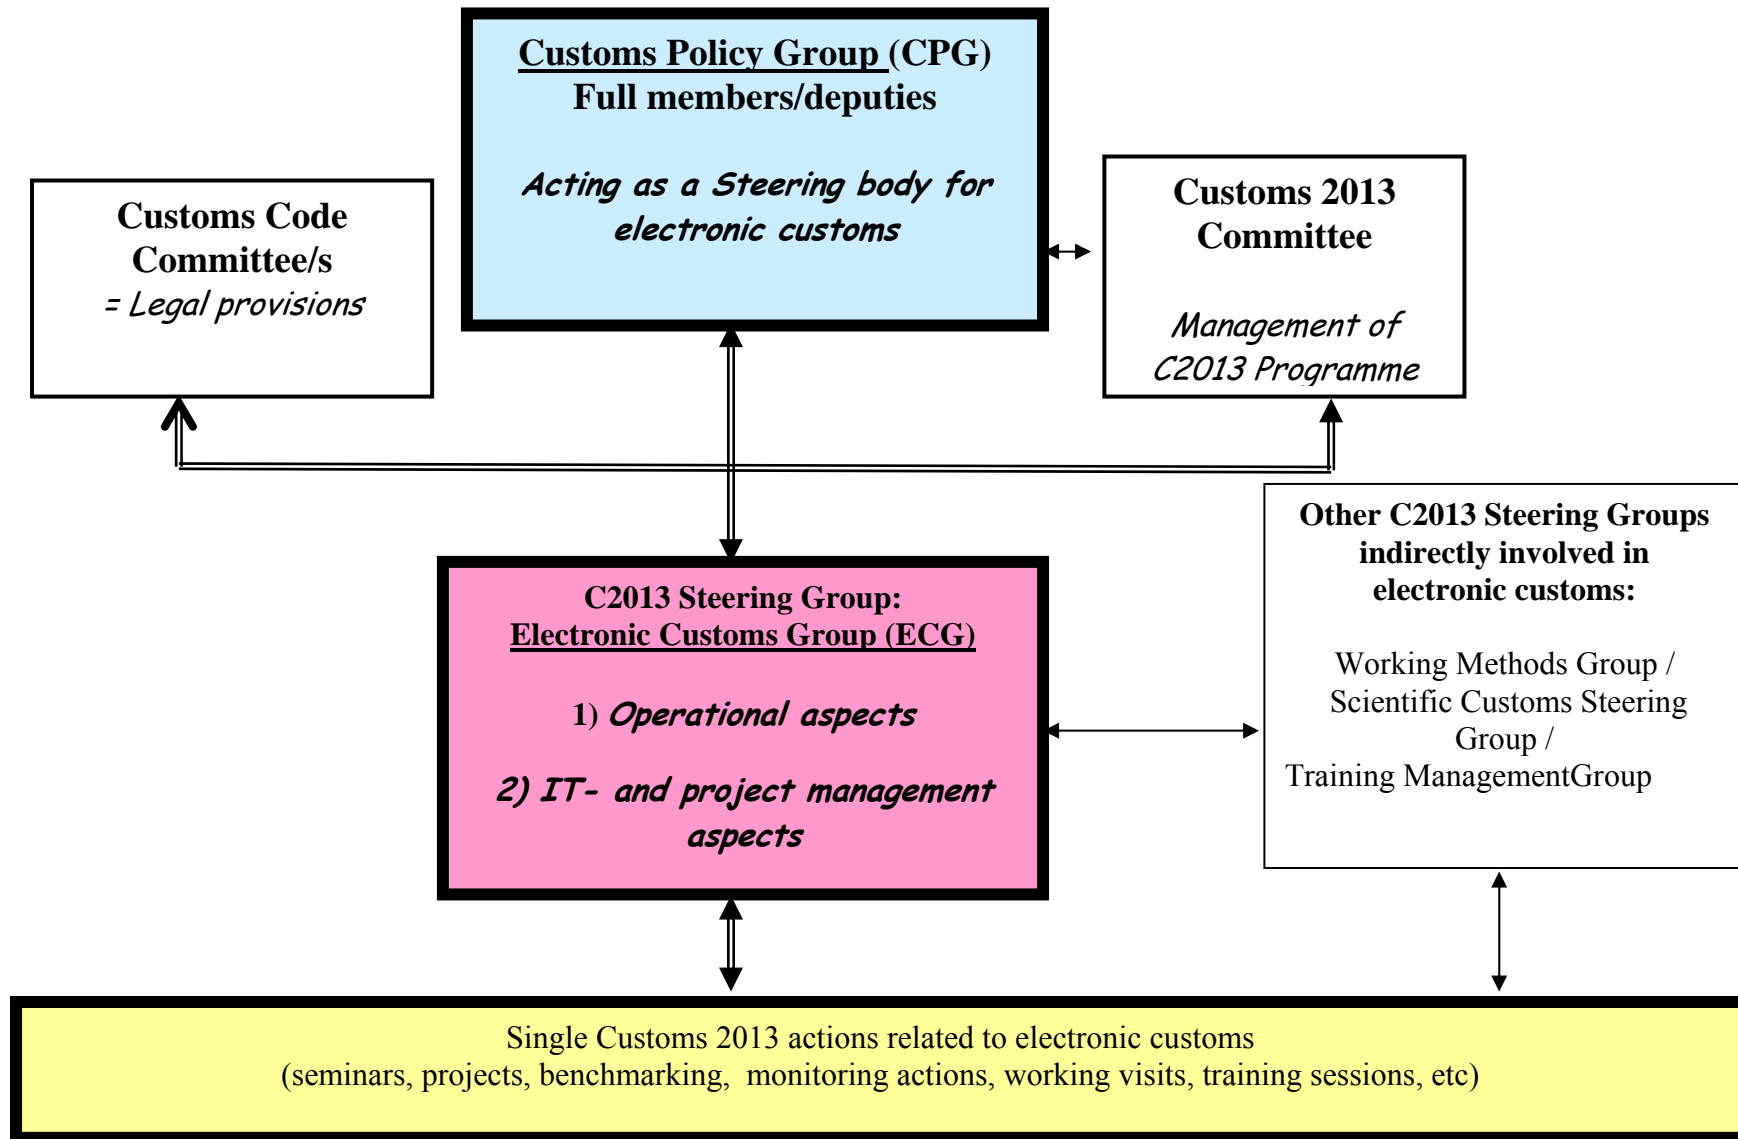 Customs Policy Group (CPG)
Full members/deputies
Acting as a Steering body for
electronic customs
Customs Code
Committee/s
= Legal provisions
Customs 2013
Committee
Management of
C2013 Programme
C2013 Steering Group:
Electronic Customs Group (ECG)
1) Operational aspects
2) IT- and project management
aspects
Other C2013 Steering Groups
indirectly involved in
electronic customs:
Working Methods Group /
Scientific Customs Steering
Group /
Training ManagementGroup
Single Customs 2013 actions related to electronic customs
(seminars, projects, benchmarking,  monitoring actions, working visits, training sessions, etc)